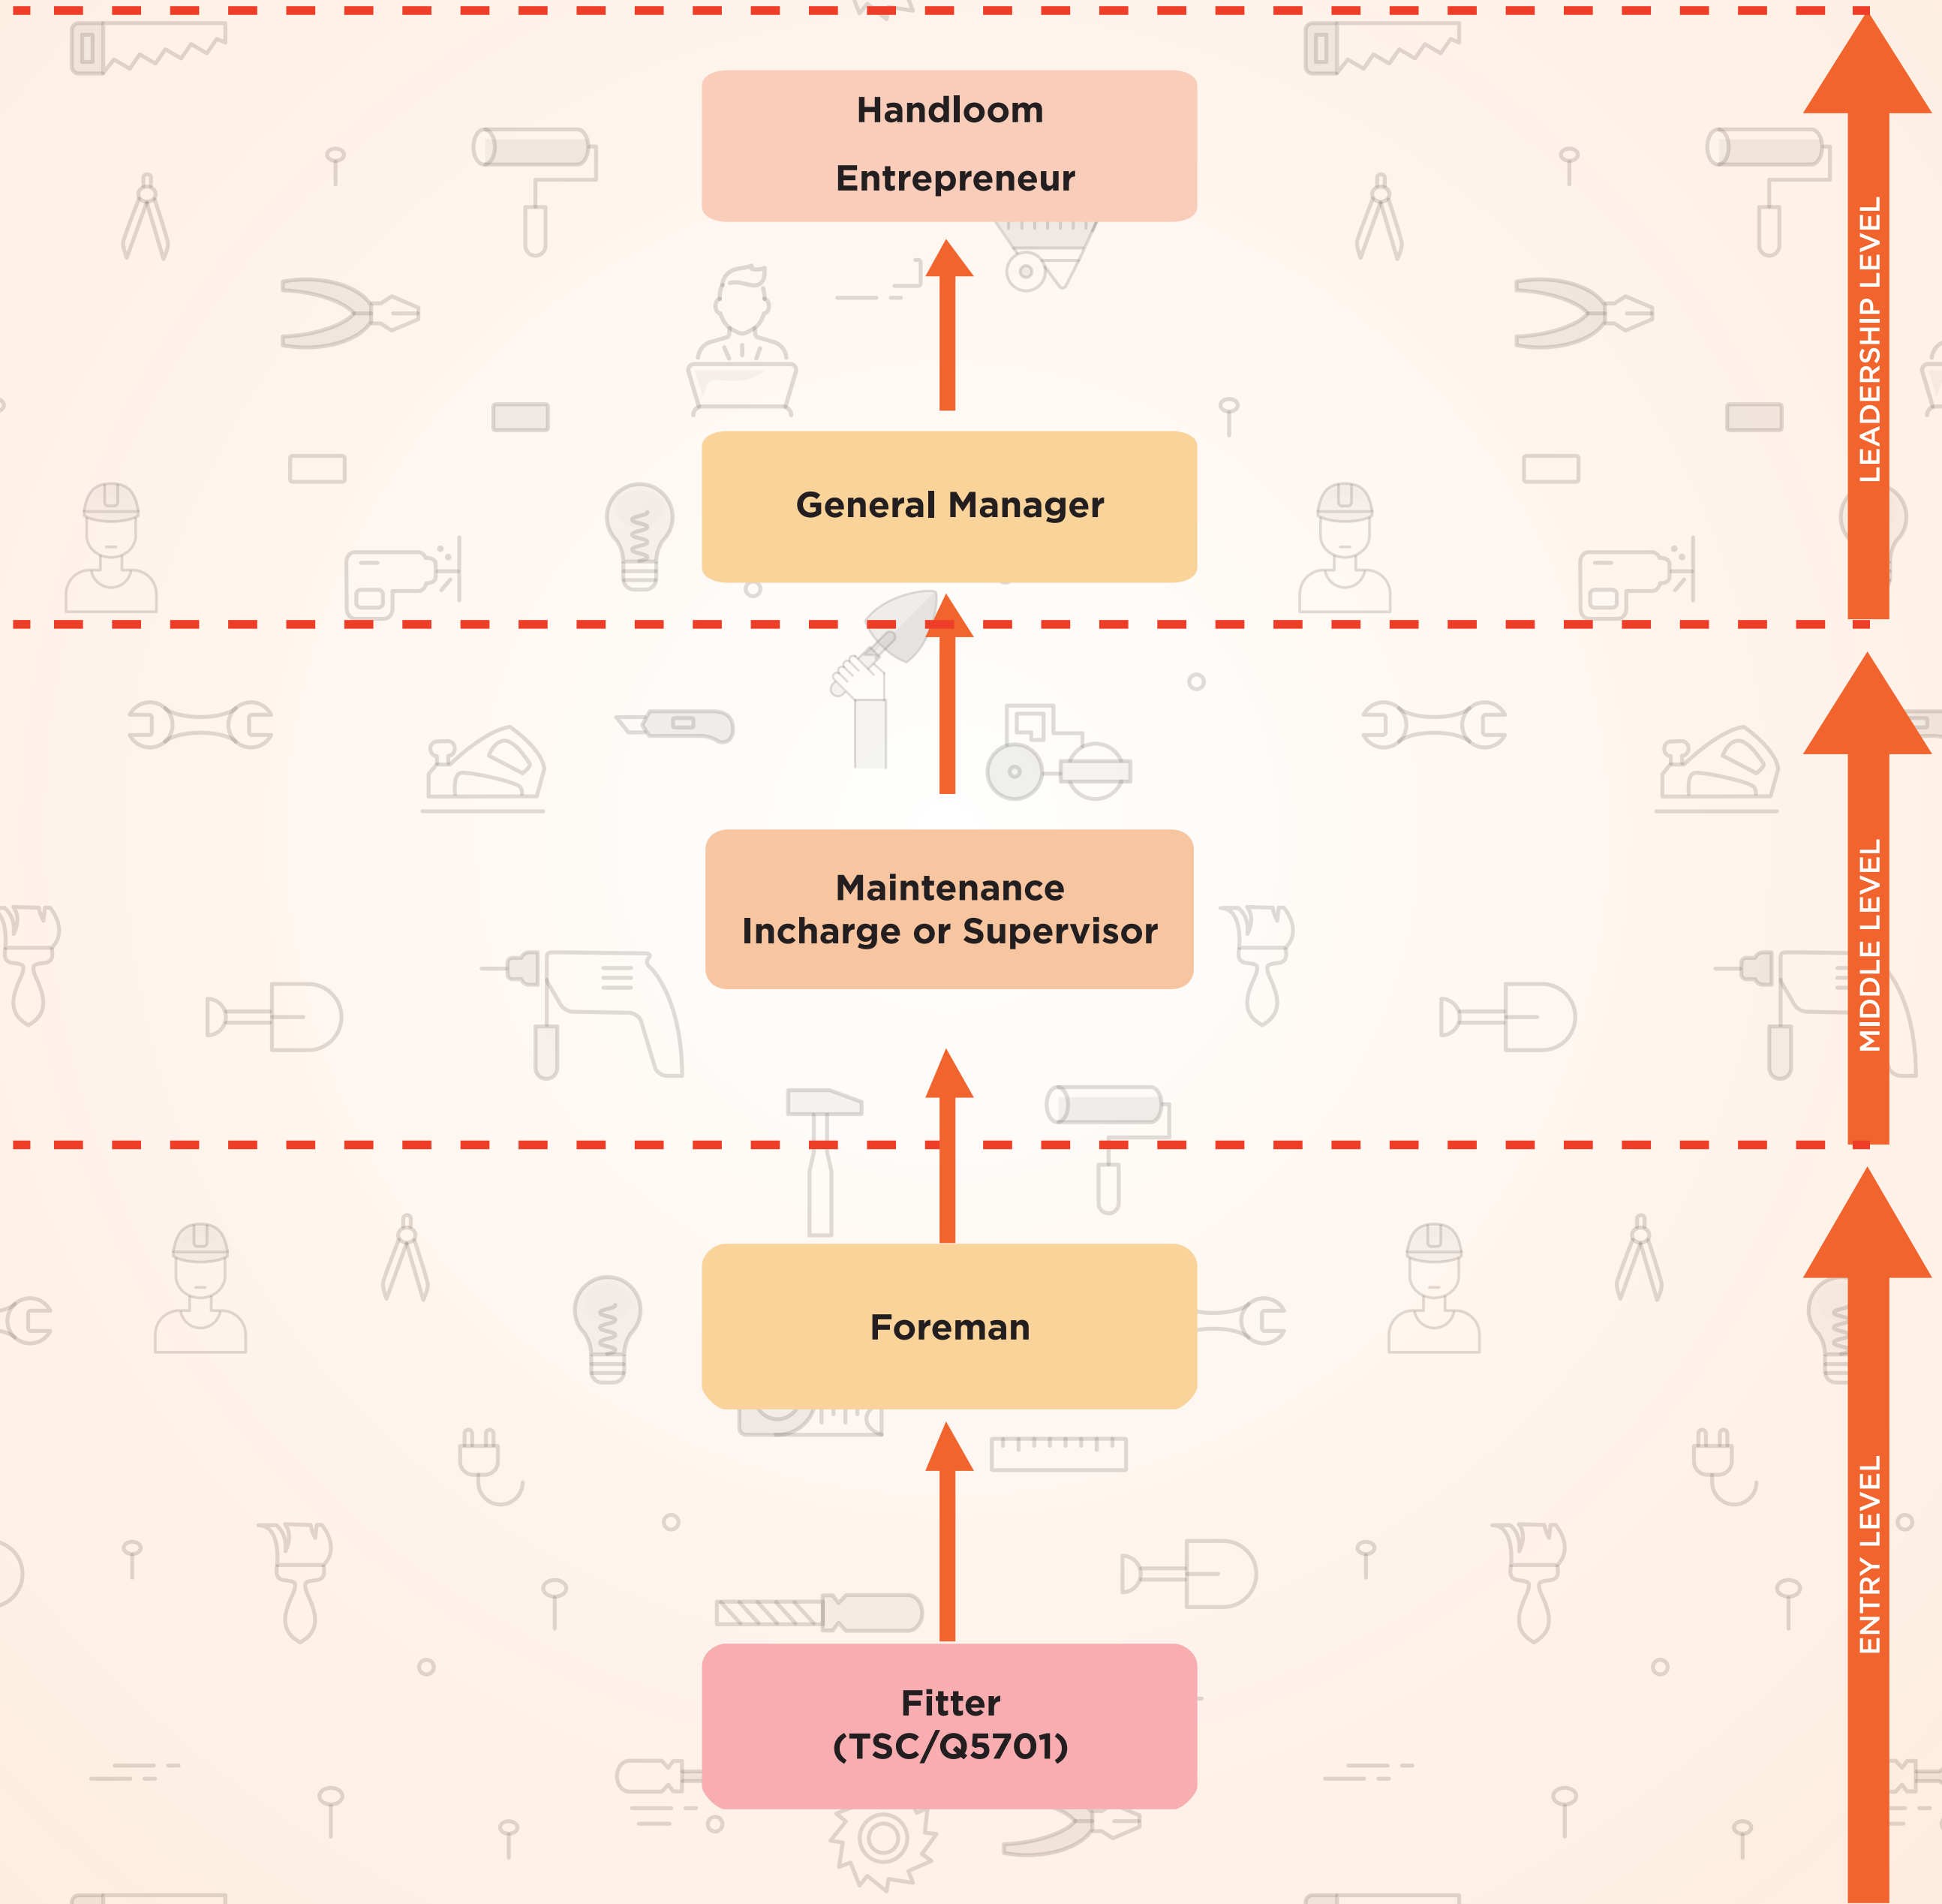 Handloom
Entrepreneur
LEADERSHIP LEVEL
General Manager
MIDDLE LEVEL
Maintenance
Incharge or Supervisor
Foreman
ENTRY LEVEL
Fitter
(TSC/Q5701)